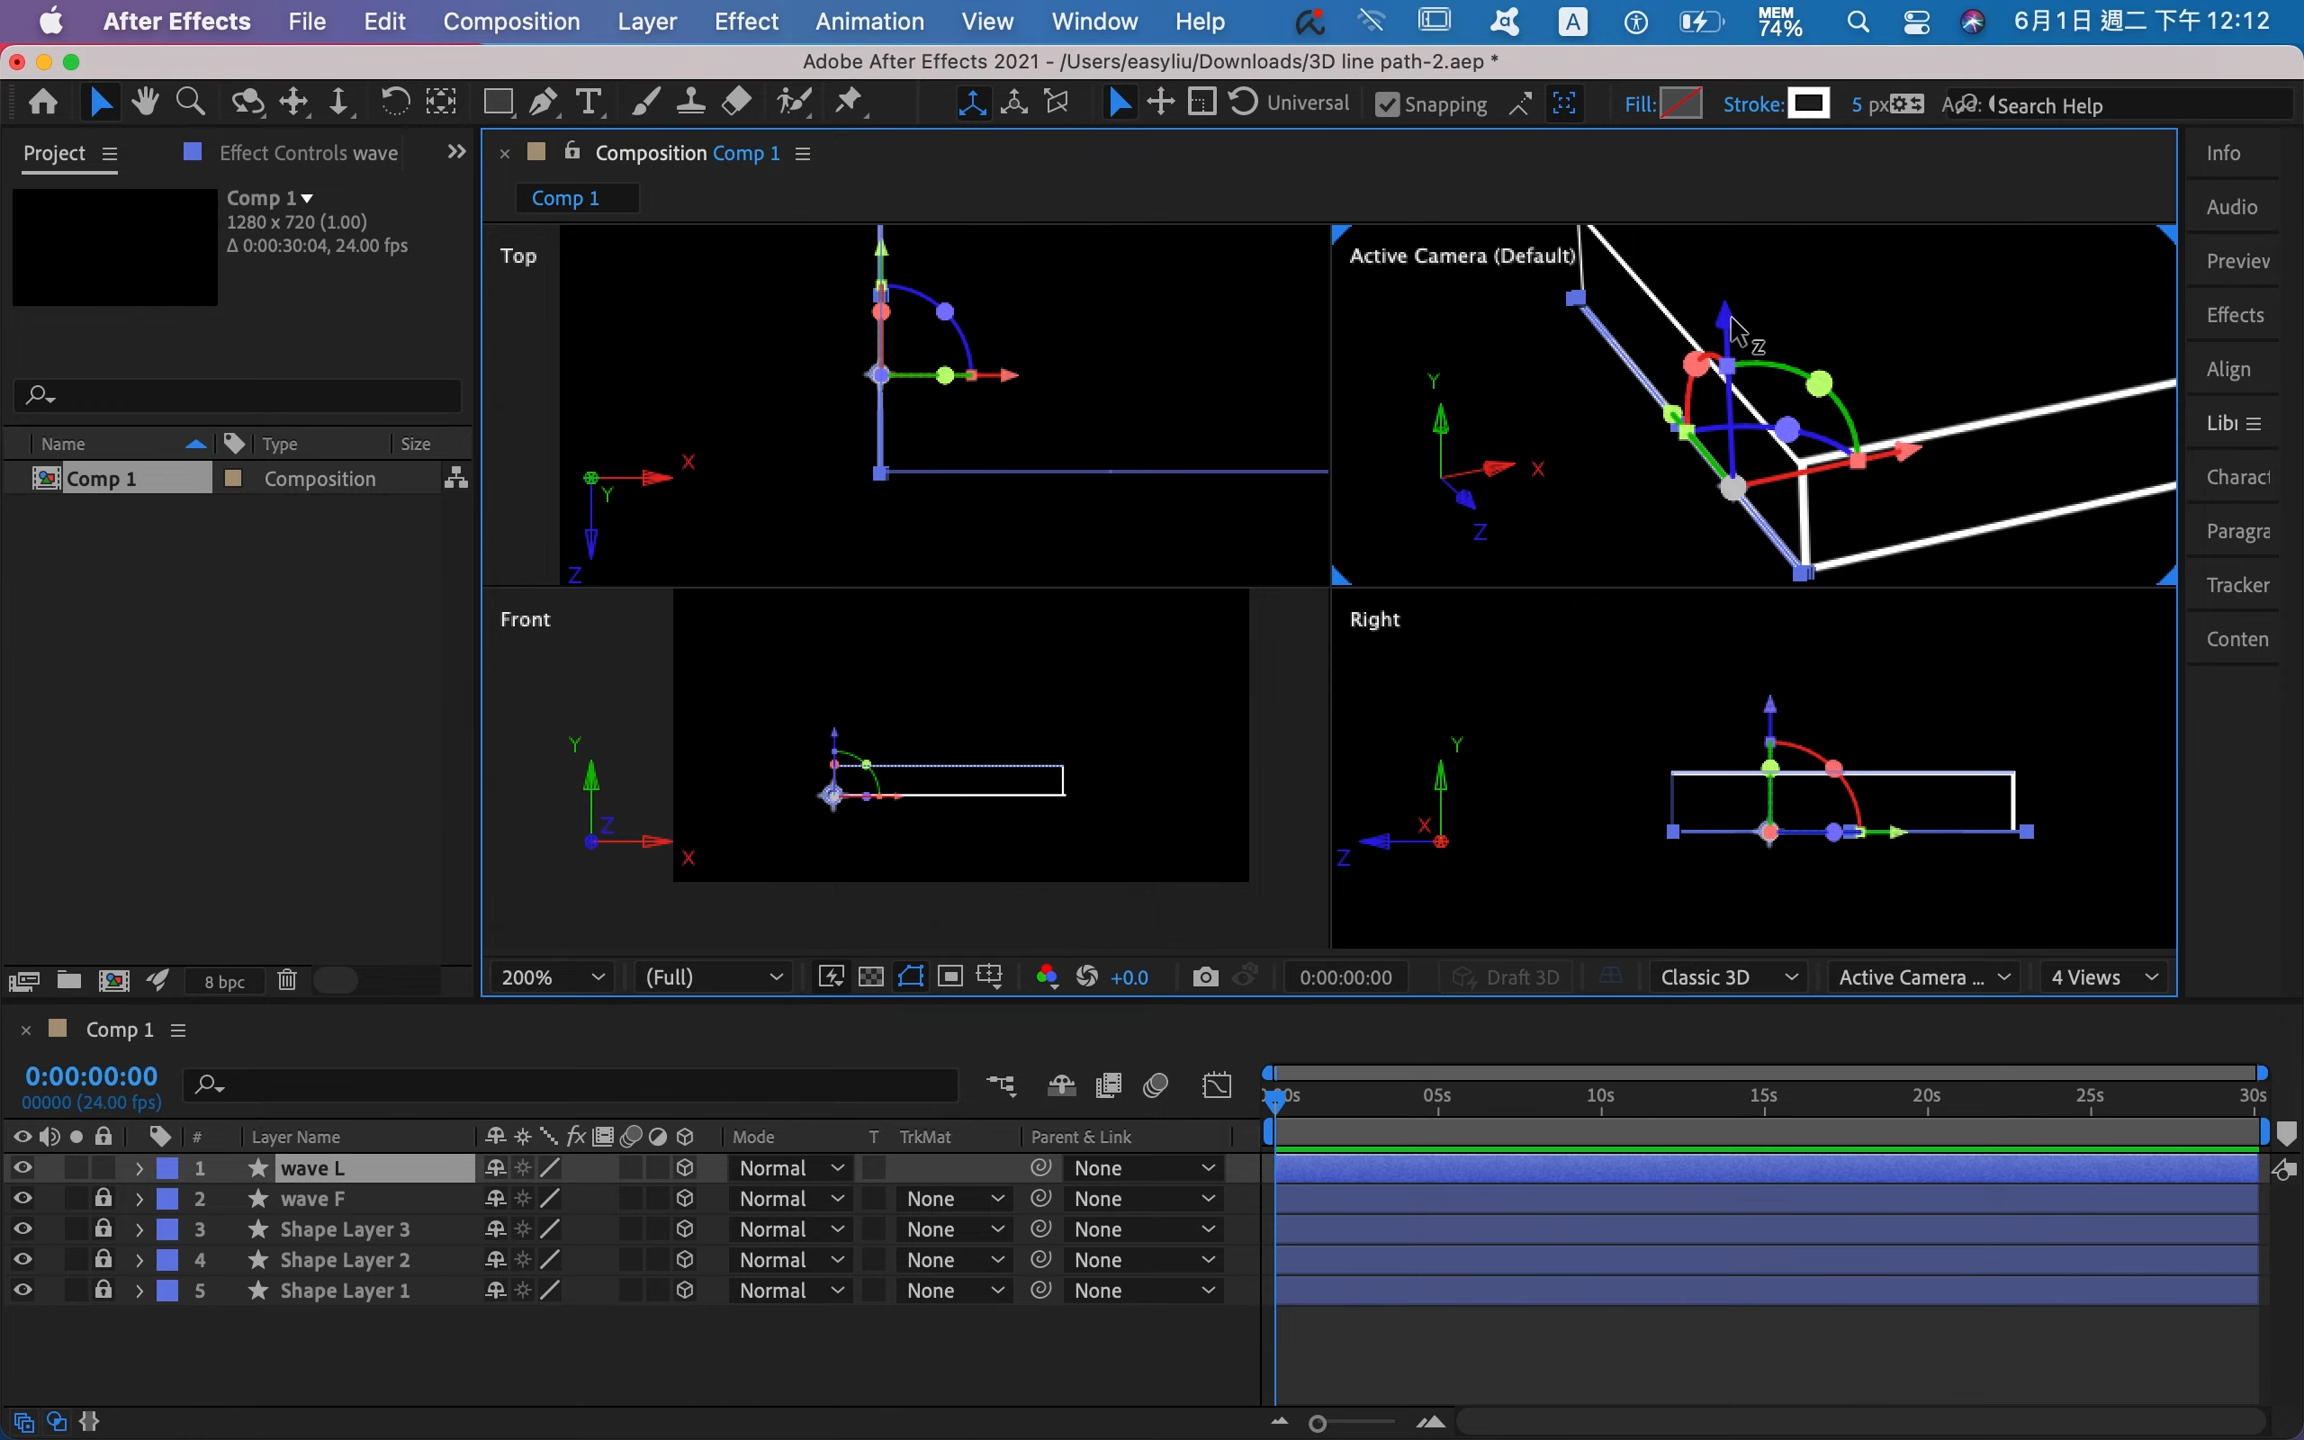 After Effects File Edit Composition Layer Effect Animation View Window Help A MEM 74% 6月1日 週二 下午 12:12
Adobe After Effects 2021 - /Users/easyliu/Downloads/3D line path-2.aep *
Universal Snapping Fill: Stroke: 5 px Add: Search Help
Project Effect Controls wave Composition Comp 1 Info
Comp 1
1280 x 720 (1.00)
Δ 0:00:30:04, 24.00 fps
Comp 1
Audio
Preview
Effects
Align
Libr
Charact
Paragra
Tracker
Conten
Name Type Size
Comp 1 Composition
Top
X
Y
Z
Active Camera (Default)
Z
Y
X
Z
Front
Y
Z
X
Right
Y
X
Z
8 bpc
200% (Full) +0.0 0:00:00:00 Draft 3D Classic 3D Active Camera ... 4 Views
Comp 1
0:00:00:00
00000 (24.00 fps)
05s 10s 15s 20s 25s 30s
# Layer Name fx Mode T TrkMat Parent & Link
1 wave L Normal None
2 wave F Normal None None
3 Shape Layer 3 Normal None None
4 Shape Layer 2 Normal None None
5 Shape Layer 1 Normal None None